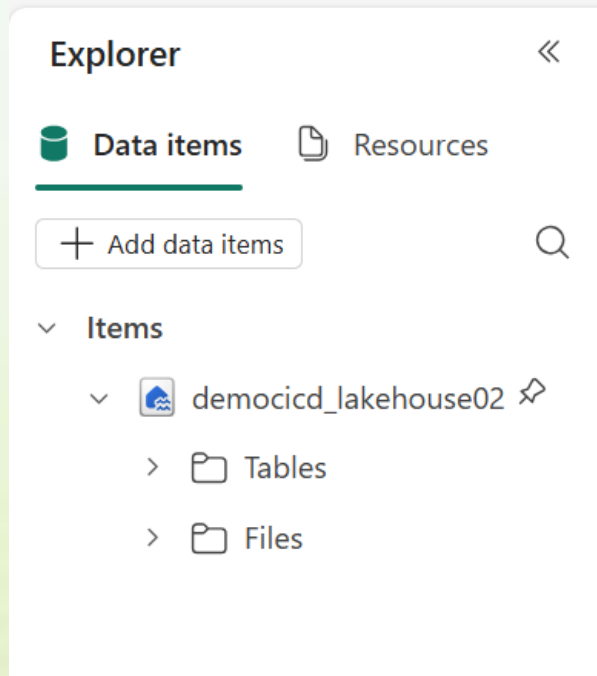 Explorer
Data items Resources
Add data items
Items
democicd_lakehouse02
Tables
Files